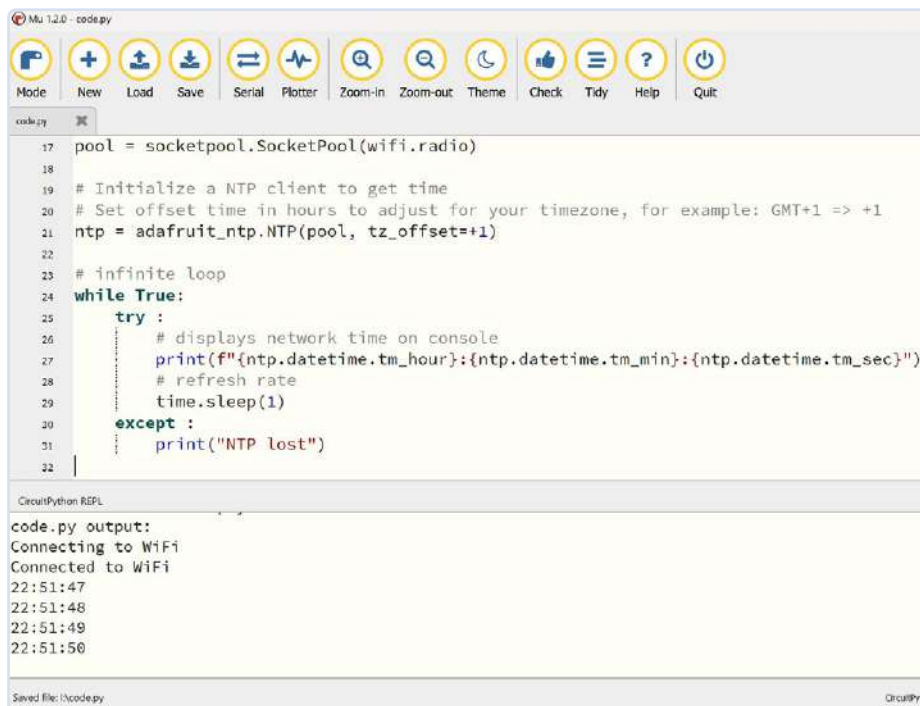 Mu 1.2.0 - code.py
Mode New Load Save Serial Plotter Zoom-in Zoom-out Theme Check Tidy Help Quit
code.py
17 pool = socketpool.SocketPool(wifi.radio)
18
19 # Initialize a NTP client to get time
20 # Set offset time in hours to adjust for your timezone, for example: GMT+1 => +1
21 ntp = adafruit_ntp.NTP(pool, tz_offset=+1)
22
23 # infinite loop
24 while True:
25     try :
26         # displays network time on console
27         print(f"{ntp.datetime.tm_hour}:{ntp.datetime.tm_min}:{ntp.datetime.tm_sec}")
28         # refresh rate
29         time.sleep(1)
30     except :
31         print("NTP lost")
32
CircuitPython REPL
code.py output:
Connecting to WiFi
Connected to WiFi
22:51:47
22:51:48
22:51:49
22:51:50
Saved file: I:\code.py CircuitPy